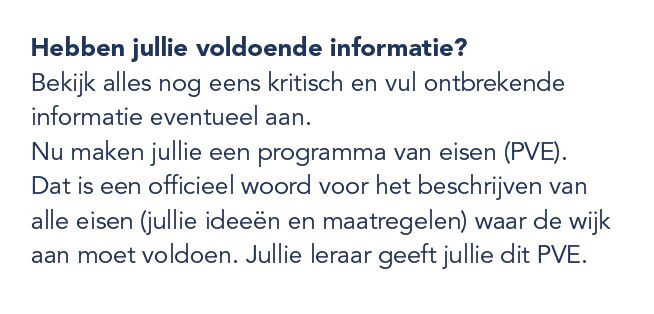 Hebben jullie voldoende informatie?
Bekijk alles nog eens kritisch en vul ontbrekende
informatie eventueel aan.
Nu maken jullie een programma van eisen (PVE).
Dat is een officieel woord voor het beschrijven van
alle eisen (jullie ideeën en maatregelen) waar de wijk
aan moet voldoen. Jullie leraar geeft jullie dit PVE.